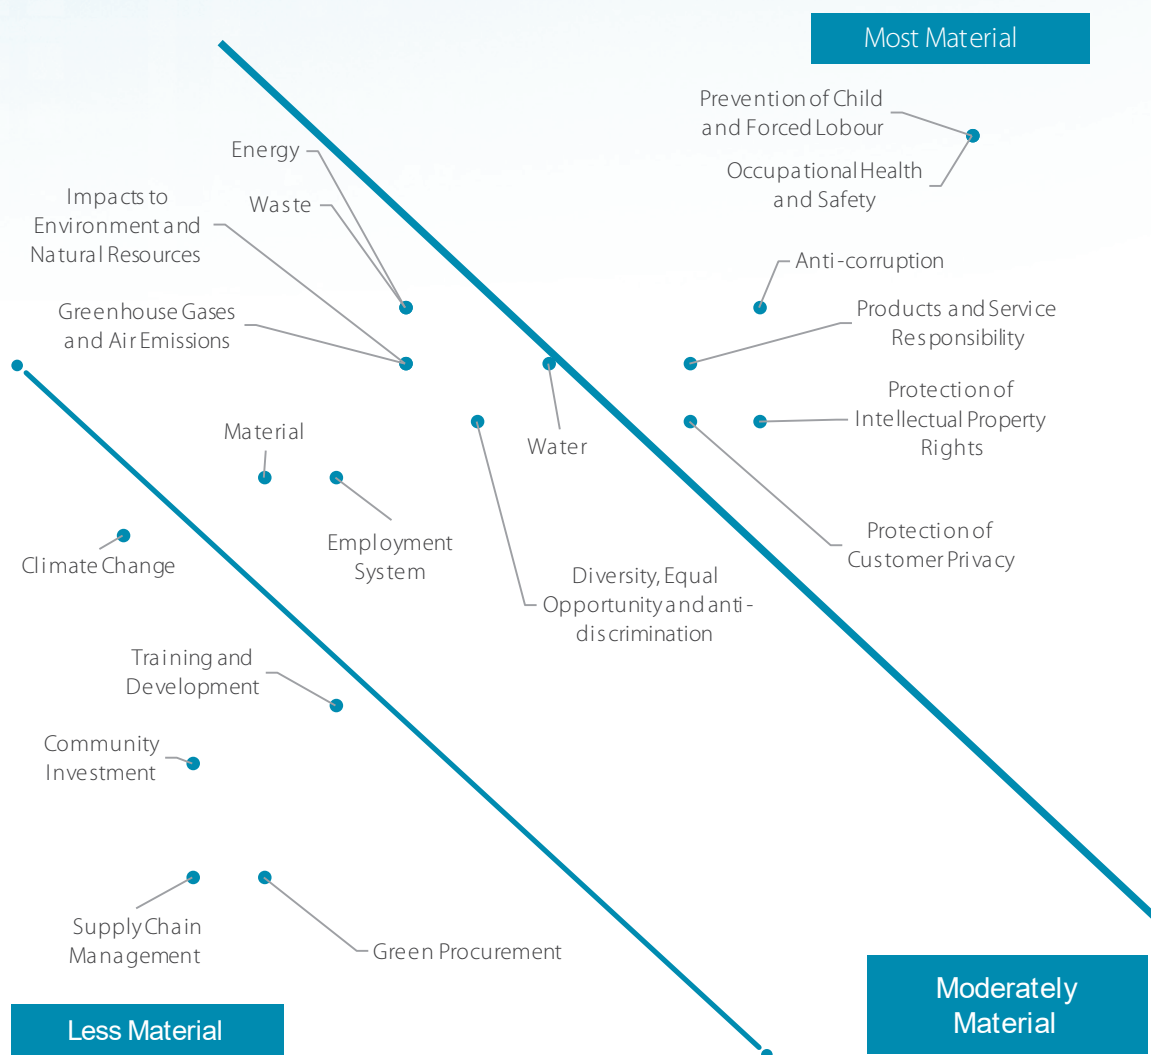 Most Material
Prevention of Child
and Forced Lobour
Energy
Occupational Health
and Safety
Impacts to
Environment and
Natural Resources
Waste
Anti-corruption
Greenhouse Gases
and Air Emissions
Products and Service
Responsibility
Protection of
Intellectual Property
Rights
Material
Water
Climate Change
Employment
System
Protection of
Customer Privacy
Diversity, Equal
Opportunity and anti-
discrimination
Training and
Development
Community
Investment
Supply Chain
Management
Green Procurement
Moderately
Material
Less Material